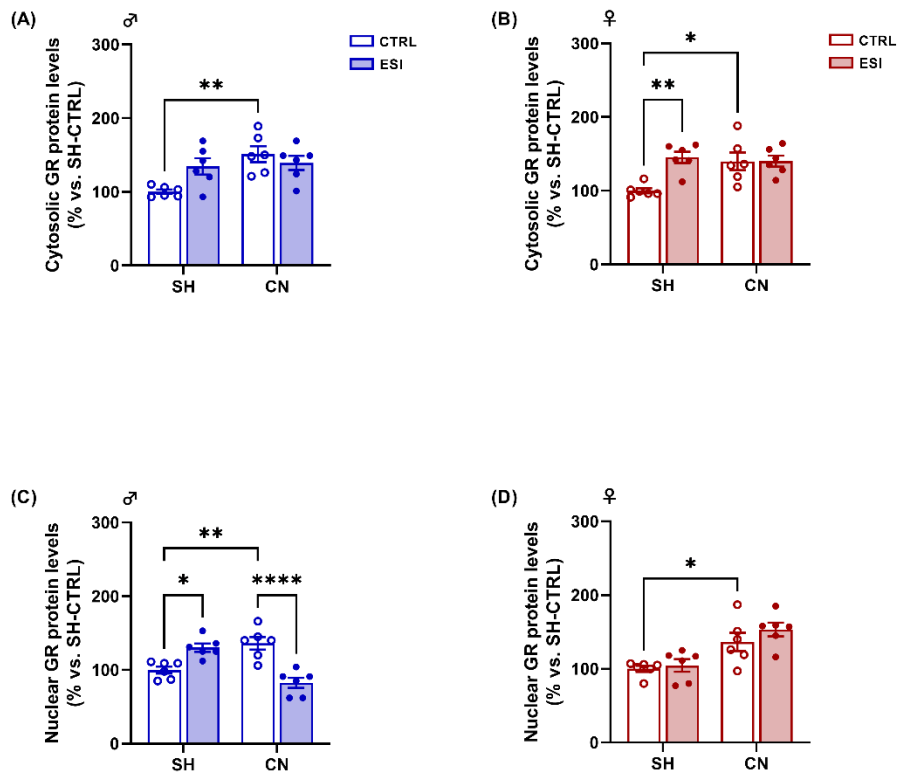 (A)
♂
Cytosolic GR protein levels
(% vs. SH-CTRL)
300
200
100
0
**
SH
CN
CTRL
ESI
(B)
♀
Cytosolic GR protein levels
(% vs. SH-CTRL)
300
200
100
0
*
**
SH
CN
CTRL
ESI
(C)
♂
Nuclear GR protein levels
(% vs. SH-CTRL)
300
200
100
0
**
*
****
SH
CN
(D)
♀
Nuclear GR protein levels
(% vs. SH-CTRL)
300
200
100
0
*
SH
CN